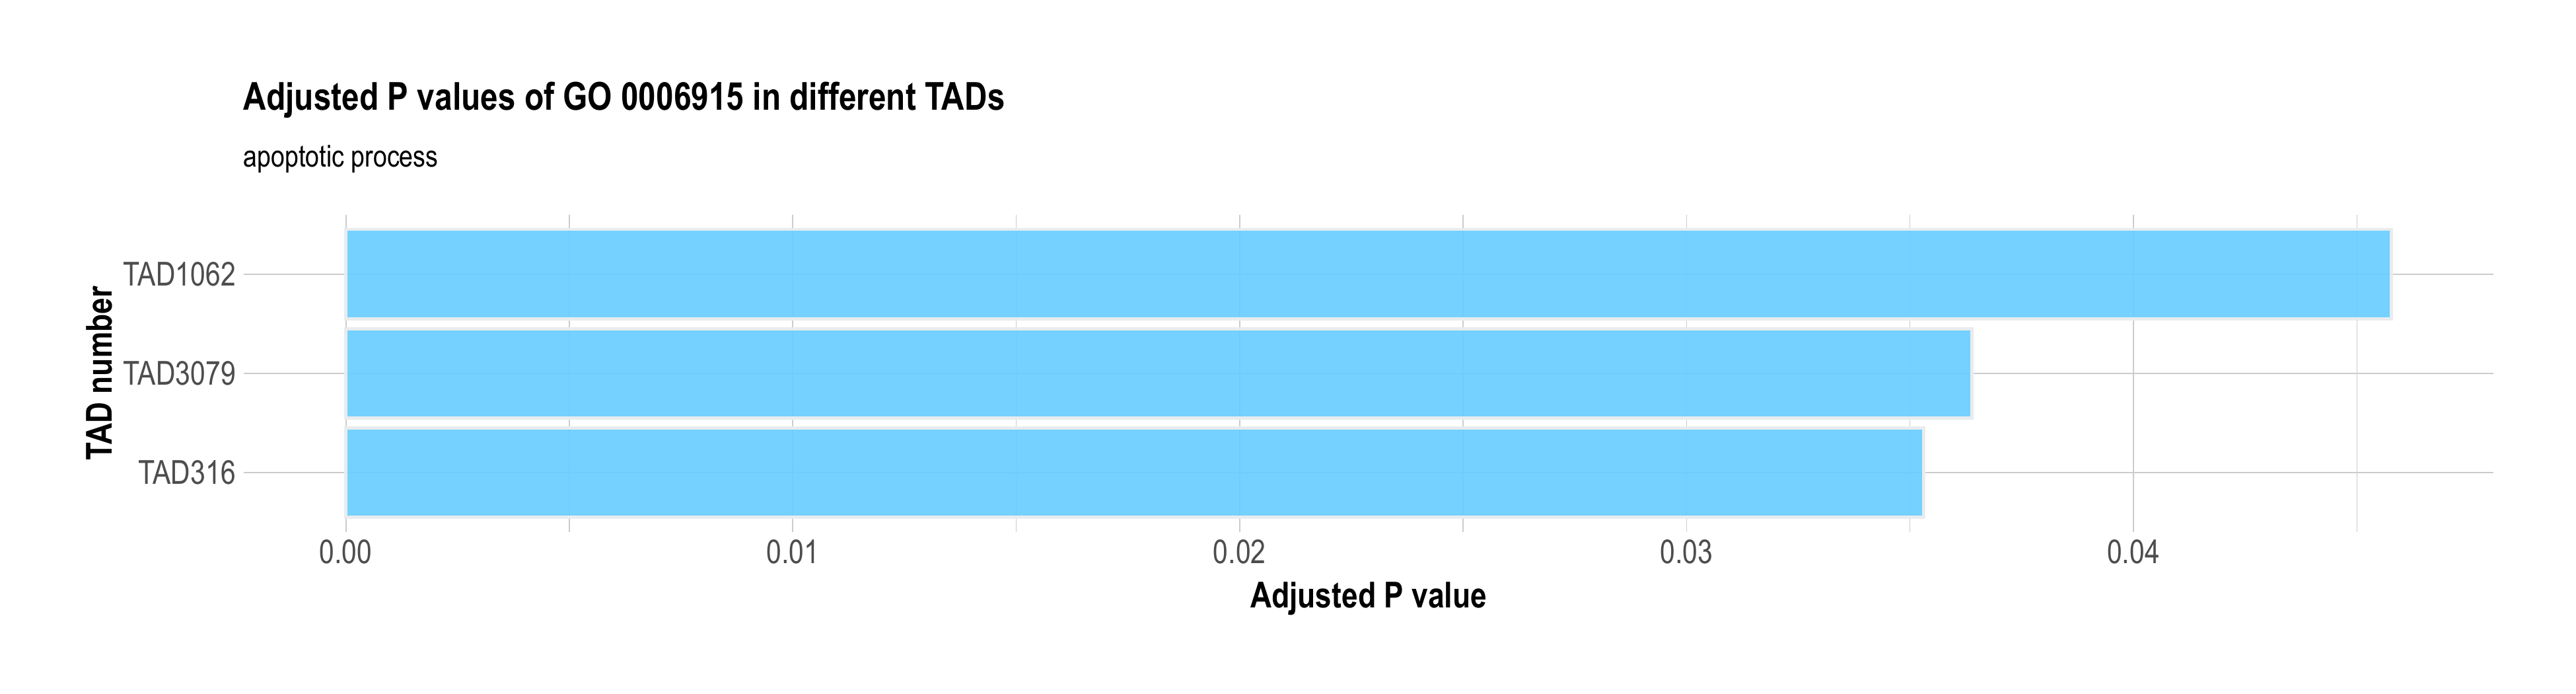 Adjusted P values of GO 0006915 in different TADs
apoptotic process
TAD number
TAD1062
TAD3079
TAD316
0.00 0.01 0.02 0.03 0.04
Adjusted P value